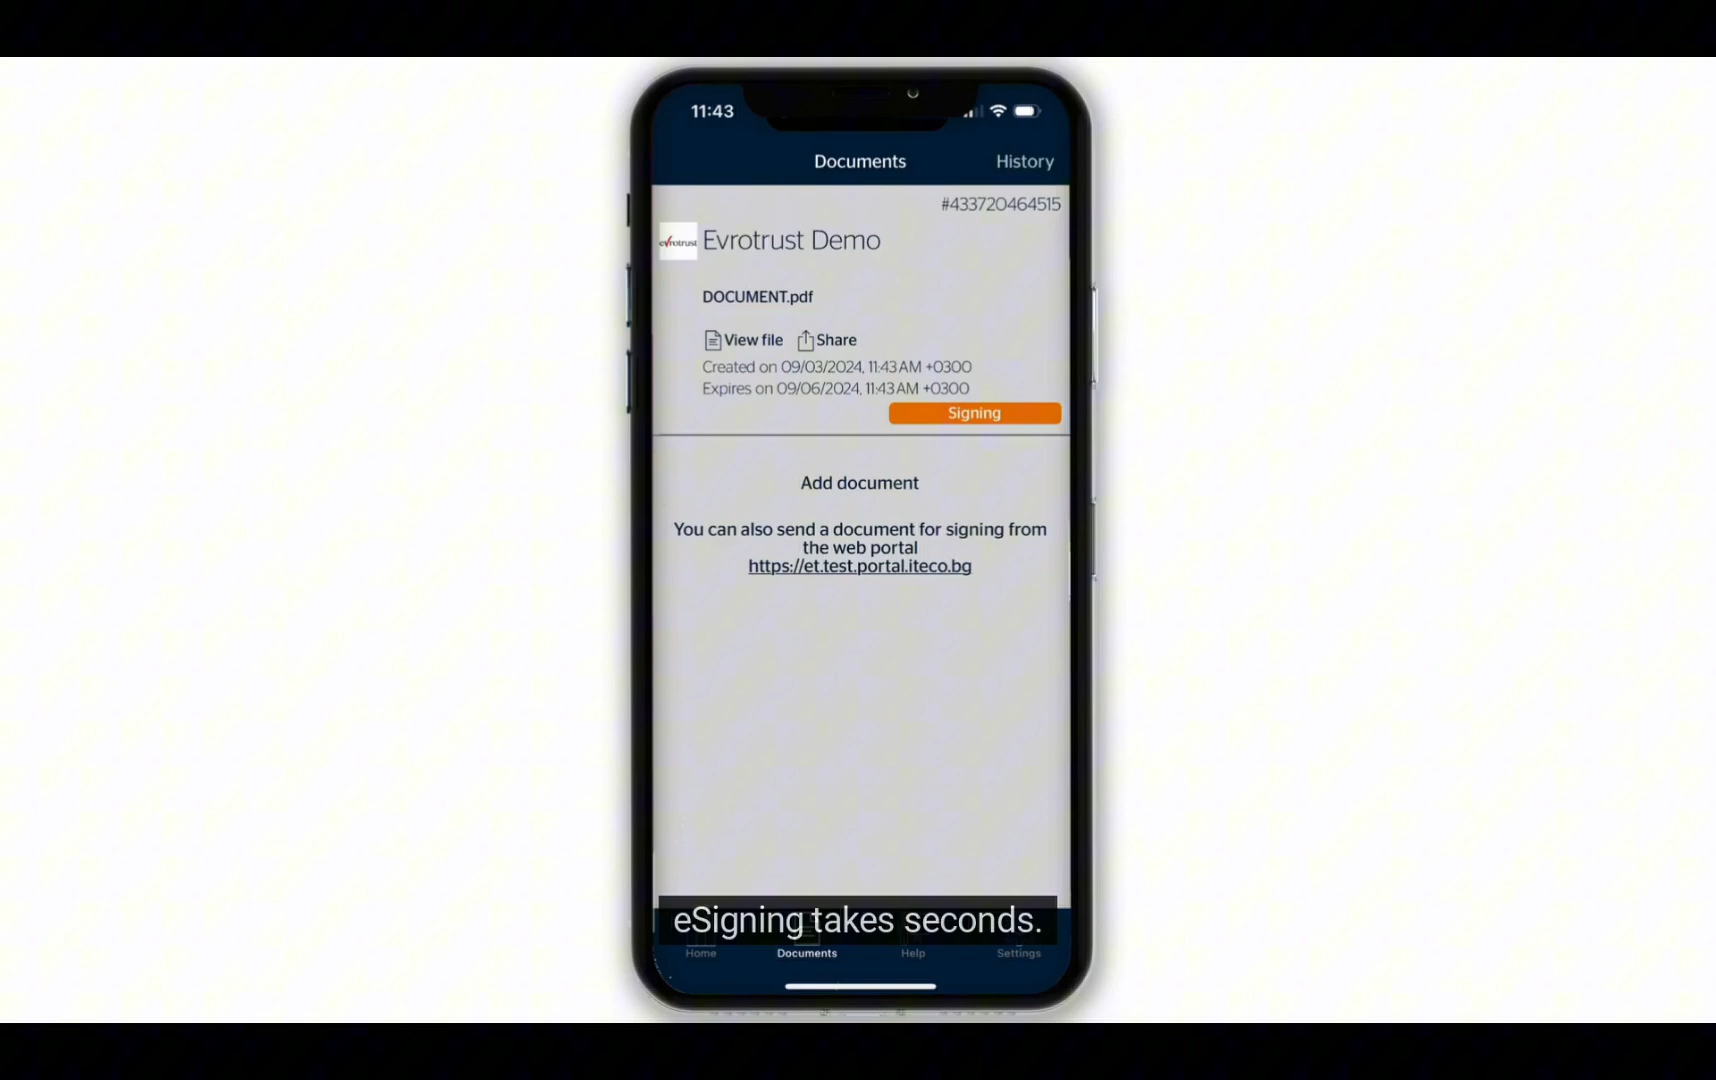 11:43
Documents
History
#433720464515
evrotrust
Evrotrust Demo
DOCUMENT.pdf
View file
Share
Created on 09/03/2024, 11:43 AM +0300
Expires on 09/06/2024, 11:43 AM +0300
Signing
Add document
You can also send a document for signing from
the web portal
https://et.test.portal.iteco.bg
eSigning takes seconds.
Home
Documents
Help
Settings